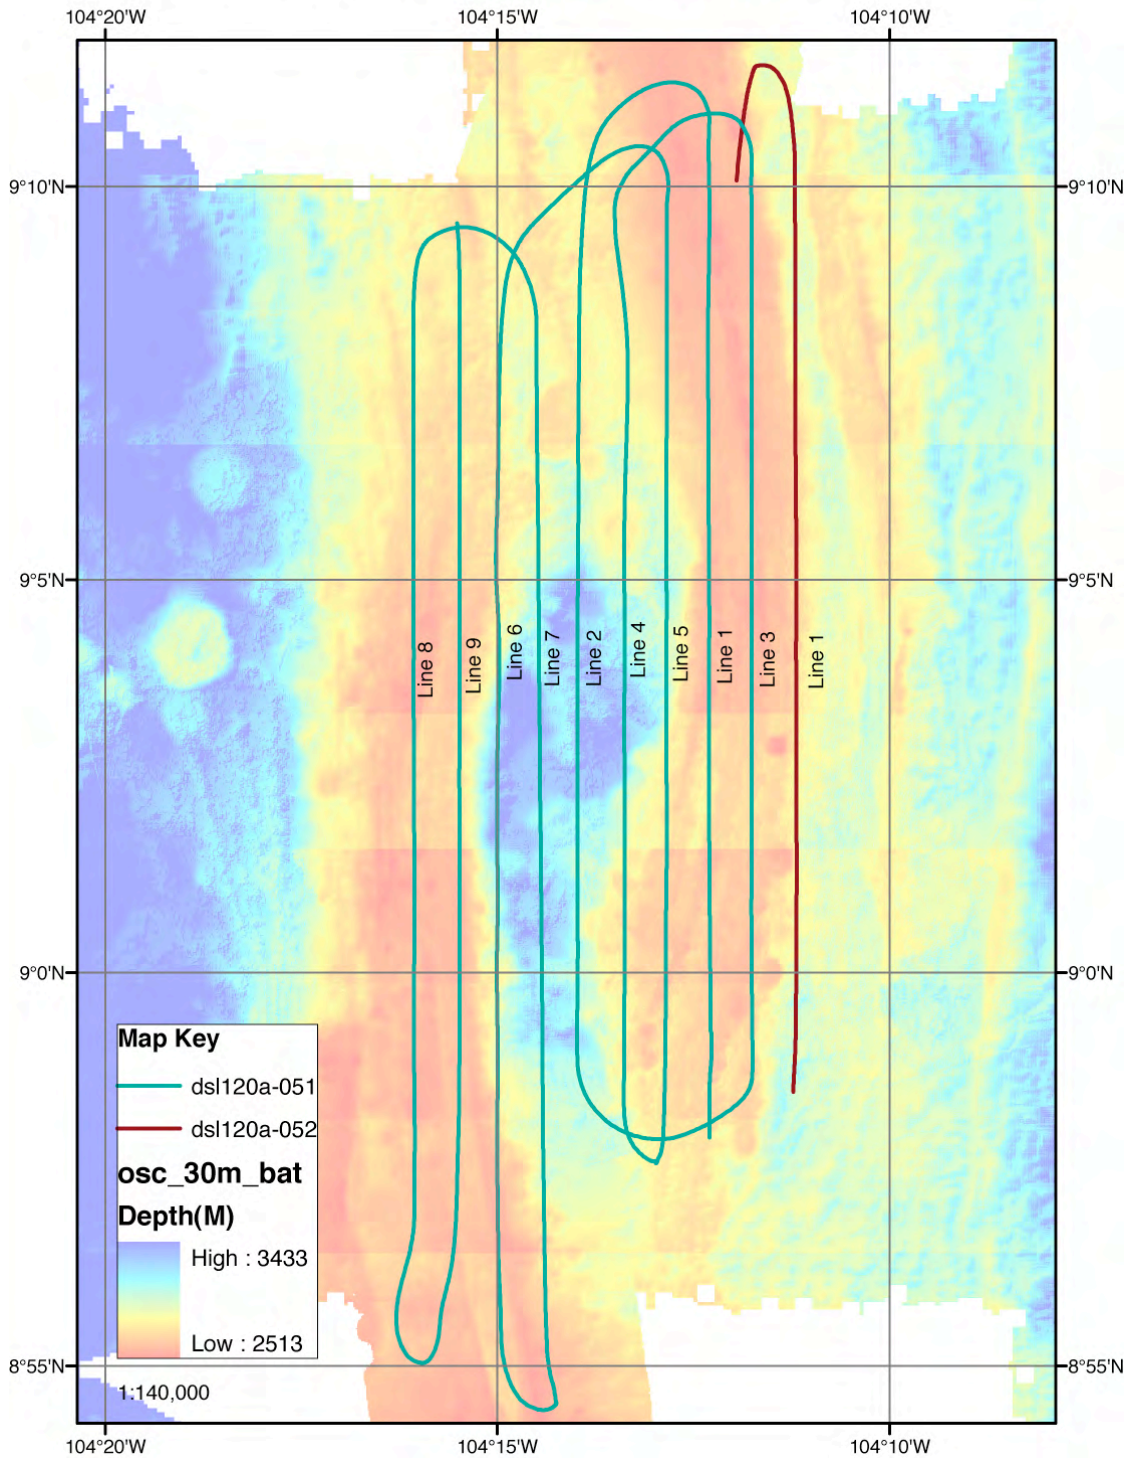 104°20'W 104°15'W 104°10'W
9°10'N 9°10'N
9°5'N 9°5'N
Line 8
Line 9
Line 6
Line 7
Line 2
Line 4
Line 5
Line 1
Line 3
Line 1
9°0'N 9°0'N
Map Key
dsl120a-051
dsl120a-052
osc_30m_bat
Depth(M)
High : 3433
Low : 2513
8°55'N 8°55'N
1:140,000
104°20'W 104°15'W 104°10'W